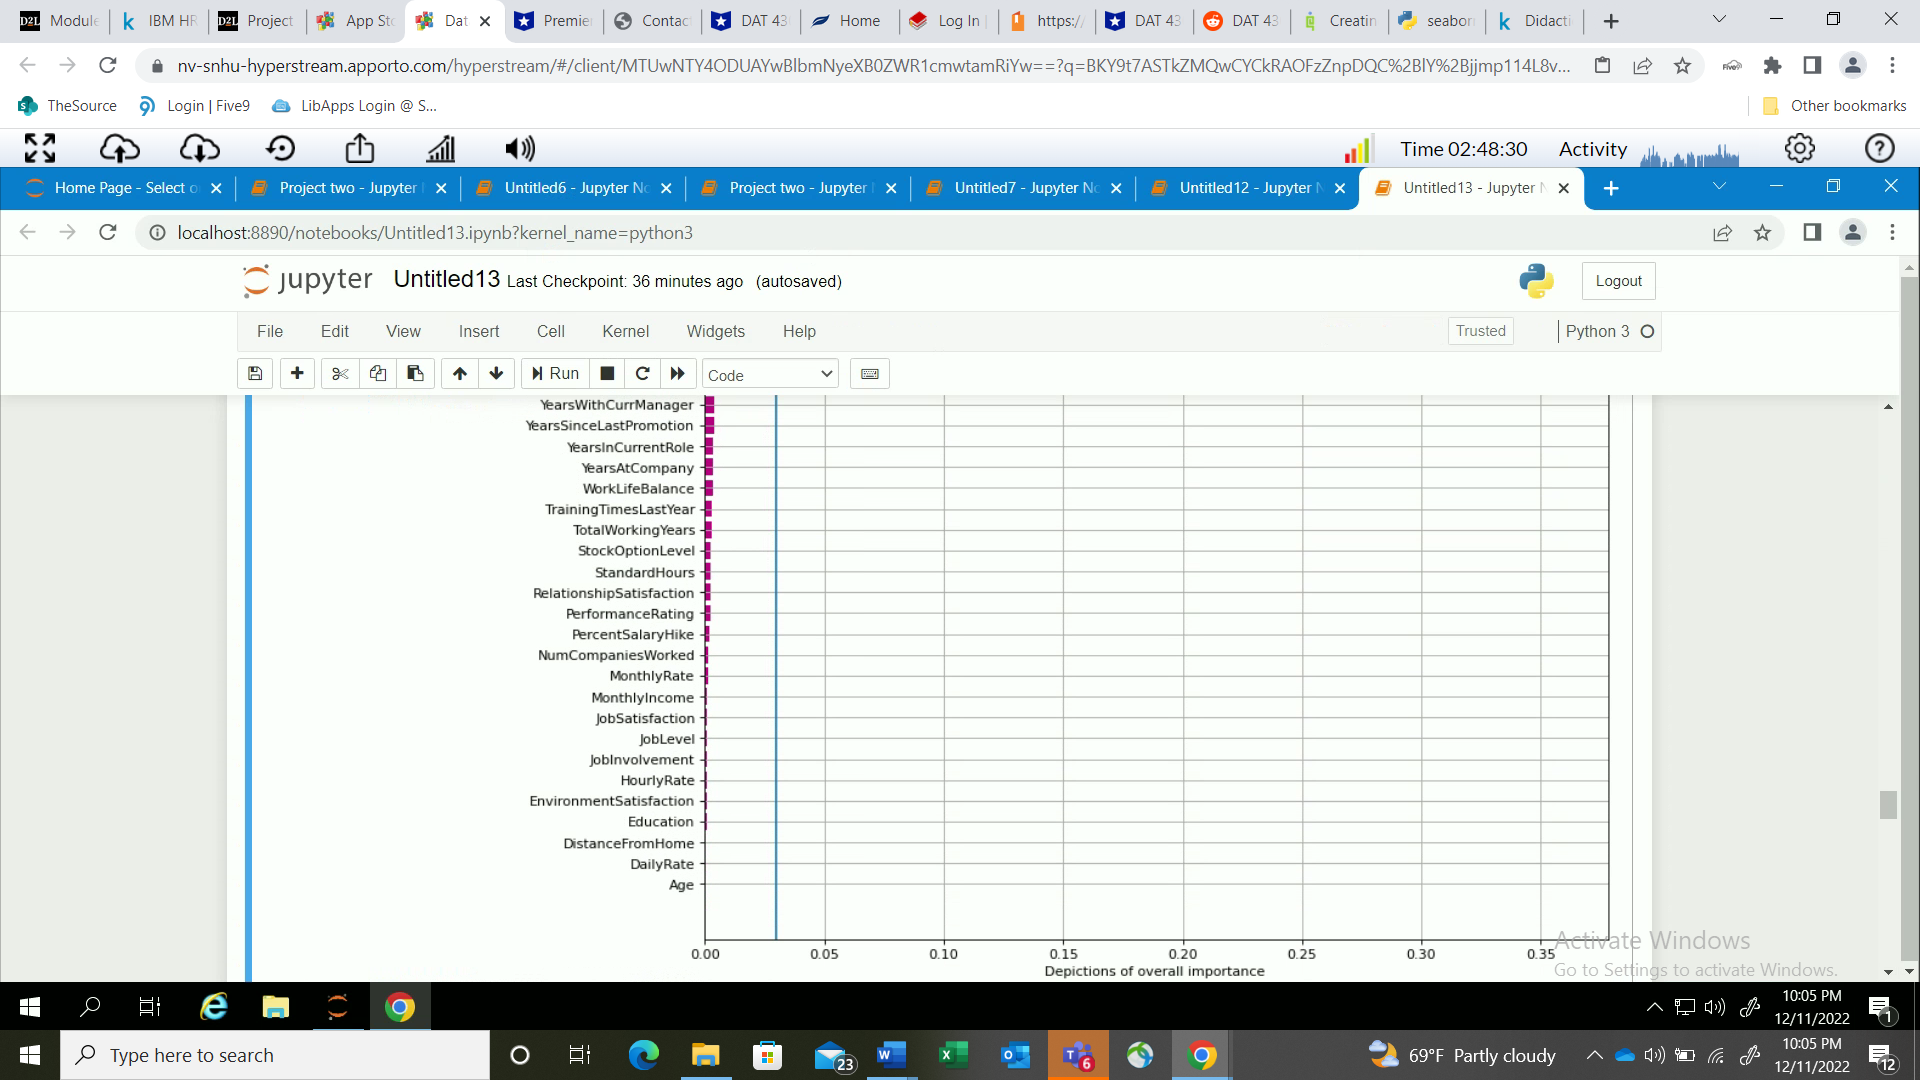 Module
IBM HR
Project
App Sto
Dat
Premie
Contac
DAT 43
Home
Log In
https:/
DAT 43
DAT 43
Creatin
seabor
Didacti
nv-snhu-hyperstream.apporto.com/hyperstream/#/client/MTUwNTY4ODUAYwBlbmNyeXB0ZWR1cmwtamRiYw==?q=BKY9t7ASTkZMQwCYCkRAOFzZnpDQC%2BlY%2Bjjmp114L8v...
TheSource
Login | Five9
LibApps Login @ S...
Other bookmarks
Time 02:48:30
Activity
Home Page - Select o
Project two - Jupyter
Untitled6 - Jupyter No
Project two - Jupyter
Untitled7 - Jupyter No
Untitled12 - Jupyter N
Untitled13 - Jupyter N
localhost:8890/notebooks/Untitled13.ipynb?kernel_name=python3
jupyter Untitled13 Last Checkpoint: 36 minutes ago (autosaved)
Logout
File Edit View Insert Cell Kernel Widgets Help
Trusted
Python 3
Run
Code
YearsWithCurrManager
YearsSinceLastPromotion
YearsInCurrentRole
YearsAtCompany
WorkLifeBalance
TrainingTimesLastYear
TotalWorkingYears
StockOptionLevel
StandardHours
RelationshipSatisfaction
PerformanceRating
PercentSalaryHike
NumCompaniesWorked
MonthlyRate
MonthlyIncome
JobSatisfaction
JobLevel
JobInvolvement
HourlyRate
EnvironmentSatisfaction
Education
DistanceFromHome
DailyRate
Age
0.00 0.05 0.10 0.15 0.20 0.25 0.30 0.35
Depictions of overall importance
Activate Windows
Go to Settings to activate Windows.
10:05 PM
12/11/2022
1
Type here to search
23
6
69°F Partly cloudy
10:05 PM
12/11/2022
12